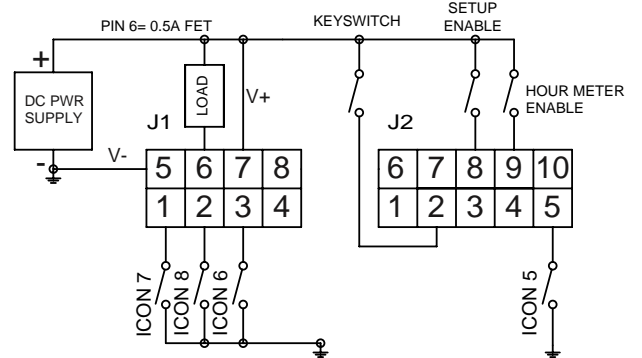 PIN 6= 0.5A FET
KEYSWITCH
SETUP
ENABLE
+
DC PWR
SUPPLY
-
LOAD
V+
HOUR METER
ENABLE
J1
J2
V-
5 6 7 8
1 2 3 4
6 7 8 9 10
1 2 3 4 5
ICON 7
ICON 8
ICON 6
ICON 5